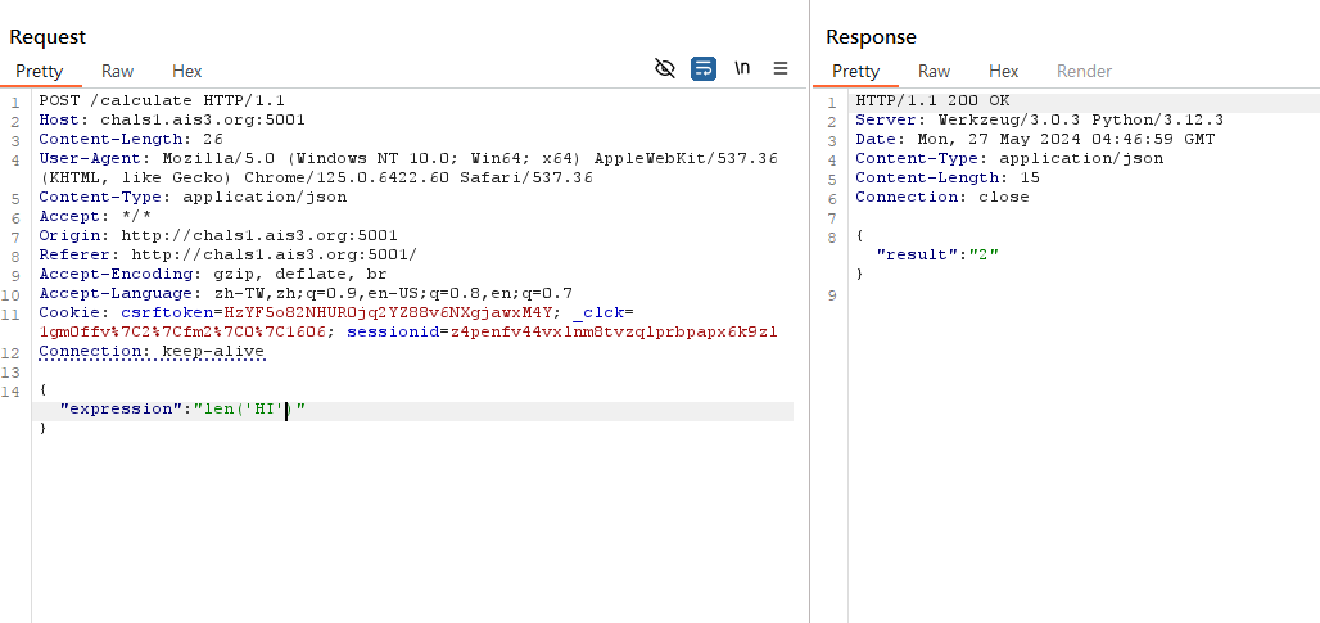 Request
Pretty Raw Hex \n
1 POST /calculate HTTP/1.1
2 Host: chals1.ais3.org:5001
3 Content-Length: 26
4 User-Agent: Mozilla/5.0 (Windows NT 10.0; Win64; x64) AppleWebKit/537.36
(KHTML, like Gecko) Chrome/125.0.6422.60 Safari/537.36
5 Content-Type: application/json
6 Accept: */*
7 Origin: http://chals1.ais3.org:5001
8 Referer: http://chals1.ais3.org:5001/
9 Accept-Encoding: gzip, deflate, br
10 Accept-Language: zh-TW,zh;q=0.9,en-US;q=0.8,en;q=0.7
11 Cookie: csrftoken=HzYF5o82NHUR0jq2YZ88v6NXgjawxM4Y; _clck=
1gm0ffv%7C2%7Cfm2%7C0%7C1606; sessionid=z4penfv44vx1nm8tvzqlprbpapx6k9zl
12 Connection: keep-alive
13
14 {
"expression":"len('HI')"
}
Response
Pretty Raw Hex Render
1 HTTP/1.1 200 OK
2 Server: Werkzeug/3.0.3 Python/3.12.3
3 Date: Mon, 27 May 2024 04:46:59 GMT
4 Content-Type: application/json
5 Content-Length: 15
6 Connection: close
7
8 {
"result":"2"
}
9